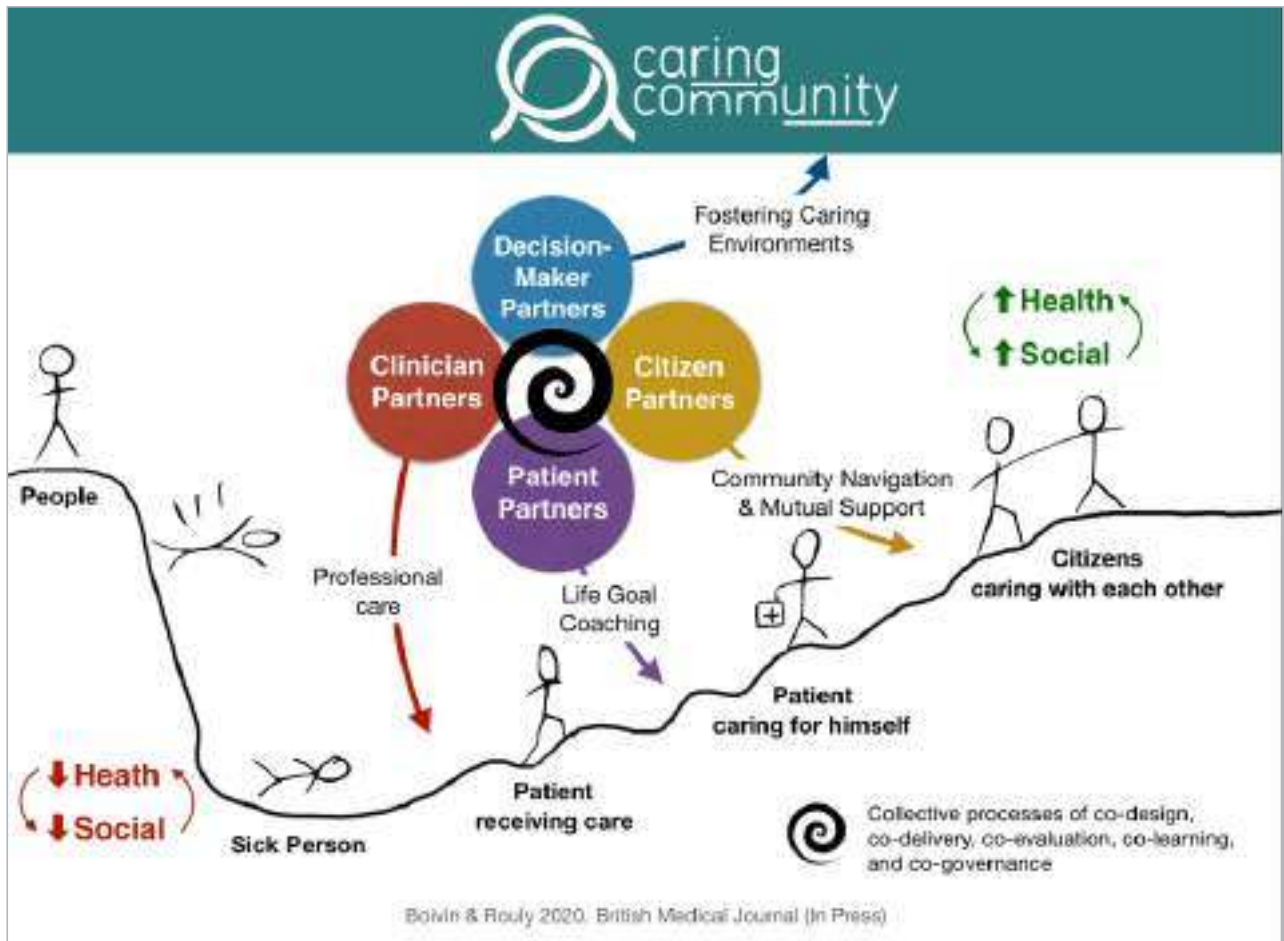 caring
community
Fostering Caring
Environments
Decision-
Maker
Partners
Clinician
Partners
Citizen
Partners
Patient
Partners
Health
Social
People
Community Navigation
& Mutual Support
Professional
care
Life Goal
Coaching
Citizens
caring with each other
Patient
caring for himself
Heath
Social
Patient
receiving care
Sick Person
Collective processes of co-design,
co-delivery, co-evaluation, co-learning,
and co-governance
Boivin & Rouly 2020. British Medical Journal (In Press)